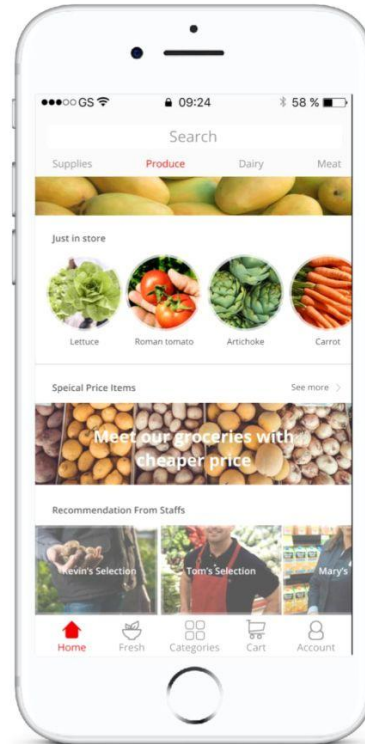 GS 09:24 58 %
Search
Supplies Produce Dairy Meat
Just in store
Lettuce Roman tomato Artichoke Carrot
Speical Price Items See more
Meet our groceries with
cheaper price
Recommendation From Staffs
Kevin's Selection Tom's Selection Mary's
Home Fresh Categories Cart Account